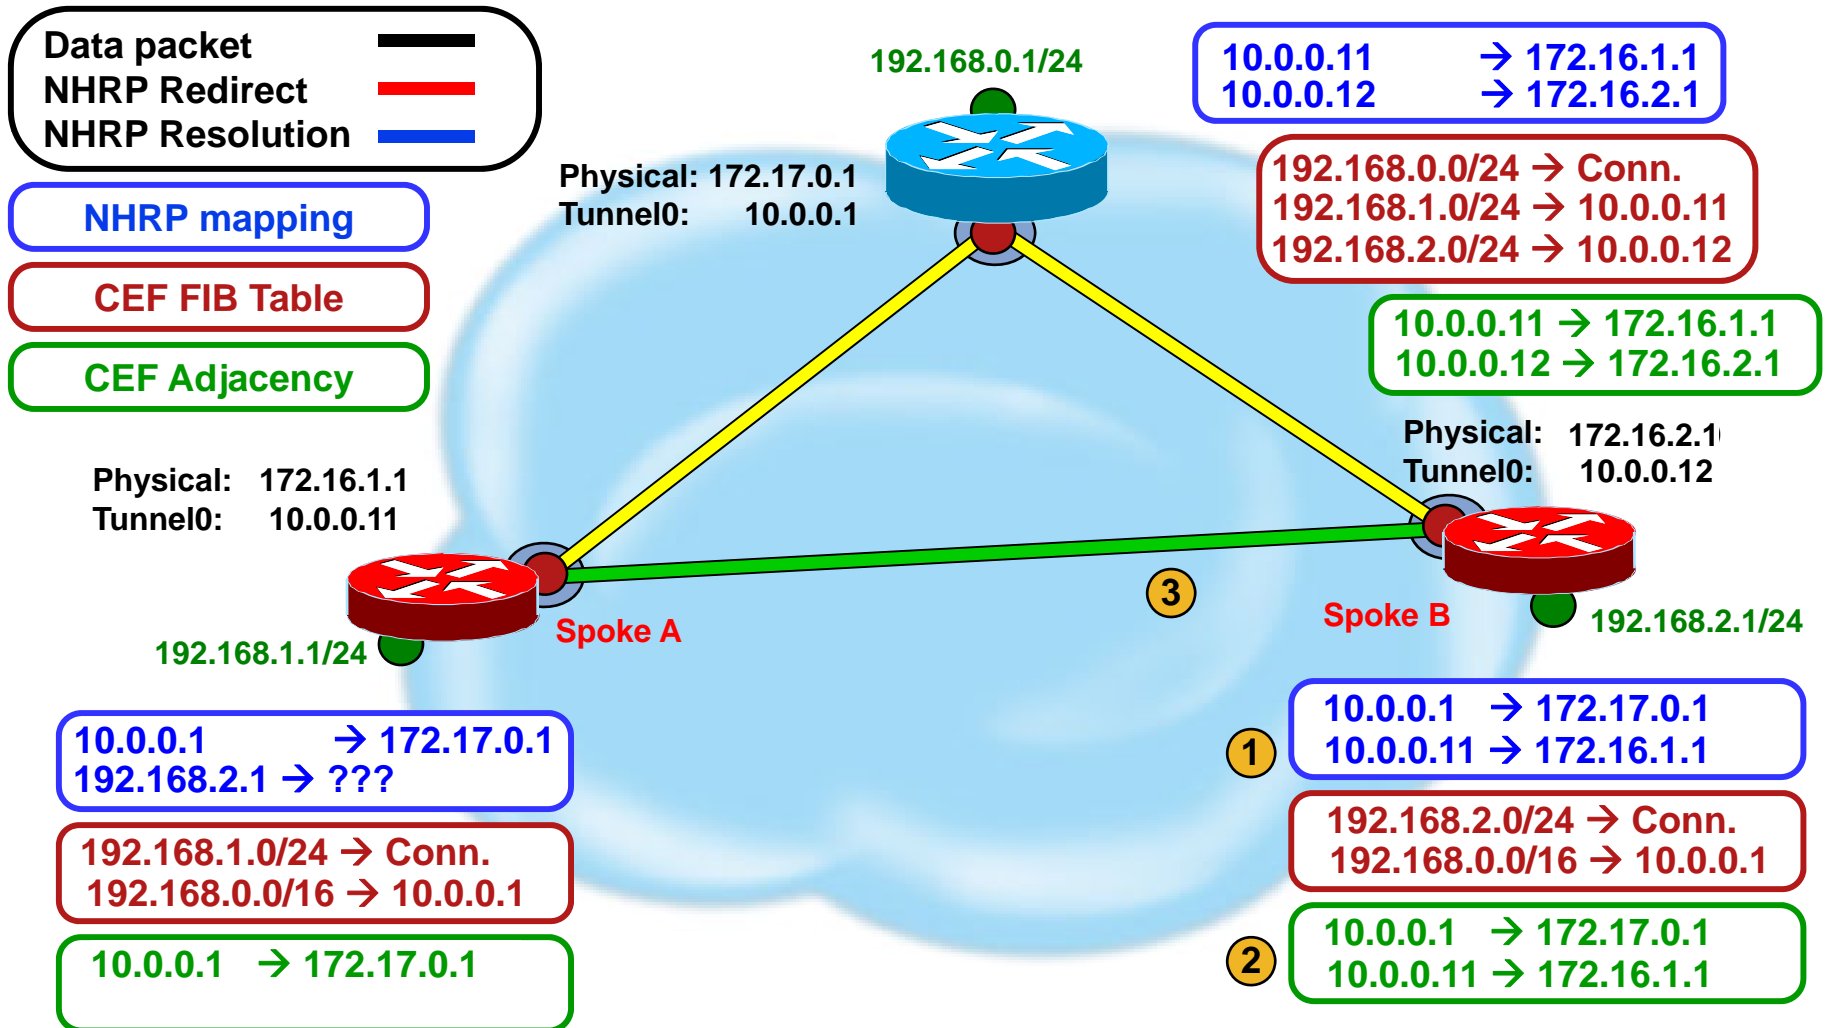 Data packet
NHRP Redirect
NHRP Resolution
NHRP mapping
CEF FIB Table
CEF Adjacency
192.168.0.1/24
Physical: 172.17.0.1
Tunnel0: 10.0.0.1
10.0.0.11 → 172.16.1.1
10.0.0.12 → 172.16.2.1
192.168.0.0/24 → Conn.
192.168.1.0/24 → 10.0.0.11
192.168.2.0/24 → 10.0.0.12
10.0.0.11 → 172.16.1.1
10.0.0.12 → 172.16.2.1
Physical: 172.16.2.1
Tunnel0: 10.0.0.12
Physical: 172.16.1.1
Tunnel0: 10.0.0.11
3
Spoke A
Spoke B
192.168.1.1/24
192.168.2.1/24
10.0.0.1 → 172.17.0.1
192.168.2.1 → ???
192.168.1.0/24 → Conn.
192.168.0.0/16 → 10.0.0.1
10.0.0.1 → 172.17.0.1
1
10.0.0.1 → 172.17.0.1
10.0.0.11 → 172.16.1.1
192.168.2.0/24 → Conn.
192.168.0.0/16 → 10.0.0.1
2
10.0.0.1 → 172.17.0.1
10.0.0.11 → 172.16.1.1